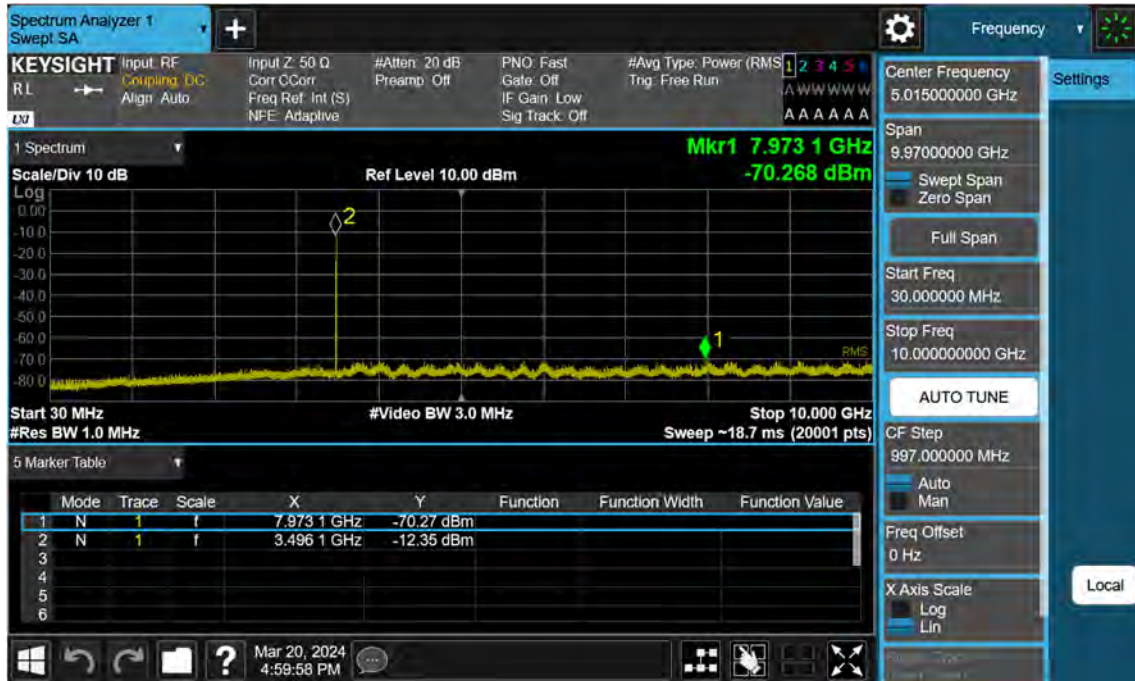 Spectrum Analyzer 1
Swept SA
Frequency
KEYSIGHT
RL
LXI
Input: RF
Coupling: DC
Align: Auto
Input Z: 50 Ω
Corr CCorr
Freq Ref: Int (S)
NFE: Adaptive
#Atten: 20 dB
Preamp: Off
PNO: Fast
Gate: Off
IF Gain: Low
Sig Track: Off
#Avg Type: Power (RMS
Trig: Free Run
1 2 3 4 5 6
A W W W W W
A A A A A A
Center Frequency
5.015000000 GHz
Settings
Span
9.97000000 GHz
Swept Span
Zero Span
Full Span
Start Freq
30.000000 MHz
Stop Freq
10.000000000 GHz
AUTO TUNE
CF Step
997.000000 MHz
Auto
Man
Freq Offset
0 Hz
X Axis Scale
Log
Lin
Local
1 Spectrum
Scale/Div 10 dB
Ref Level 10.00 dBm
Mkr1 7.973 1 GHz
-70.268 dBm
Log
0.00
-10.0
-20.0
-30.0
-40.0
-50.0
-60.0
-70.0
-80.0
2
1
RMS
Start 30 MHz
#Video BW 3.0 MHz
Stop 10.000 GHz
#Res BW 1.0 MHz
Sweep ~18.7 ms (20001 pts)
5 Marker Table
Mode Trace Scale X Y Function Function Width Function Value
1 N 1 f 7.973 1 GHz -70.27 dBm
2 N 1 f 3.496 1 GHz -12.35 dBm
3
4
5
6
?
Mar 20, 2024
4:59:58 PM